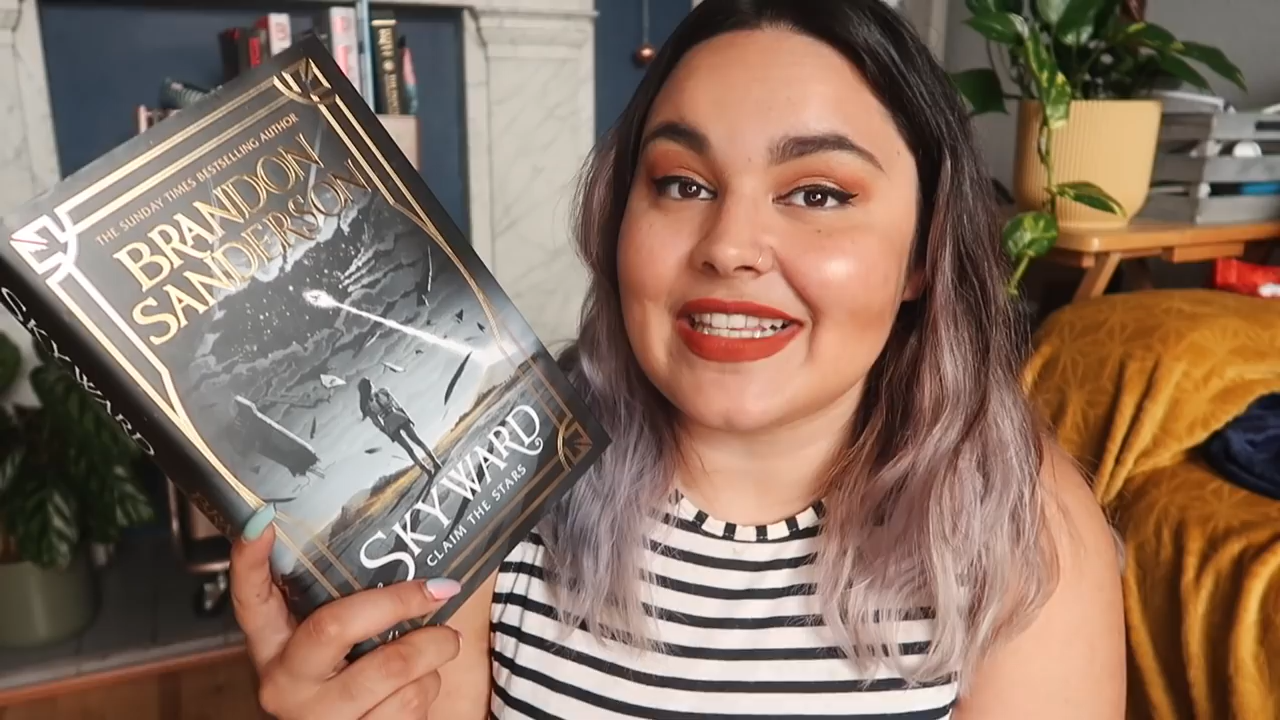 THE SUNDAY TIMES BESTSELLING AUTHOR
BRANDON
SANDERSON
SKYWARD
CLAIM THE STARS
SKYWARD